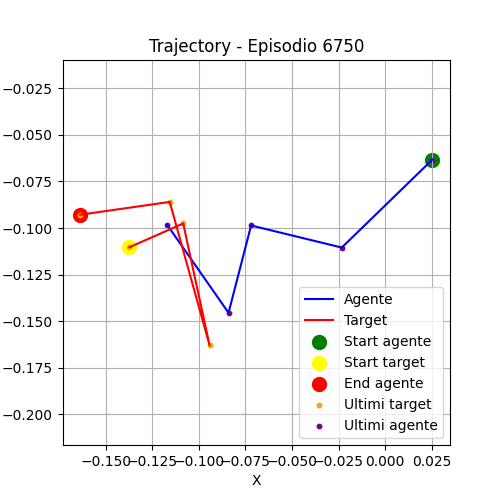 Trajectory - Episodio 6750
−0.025
−0.050
−0.075
−0.100
−0.125
−0.150
−0.175
−0.200
Agente
Target
Start agente
Start target
End agente
Ultimi target
Ultimi agente
−0.150 −0.125 −0.100 −0.075 −0.050 −0.025 0.000 0.025
X